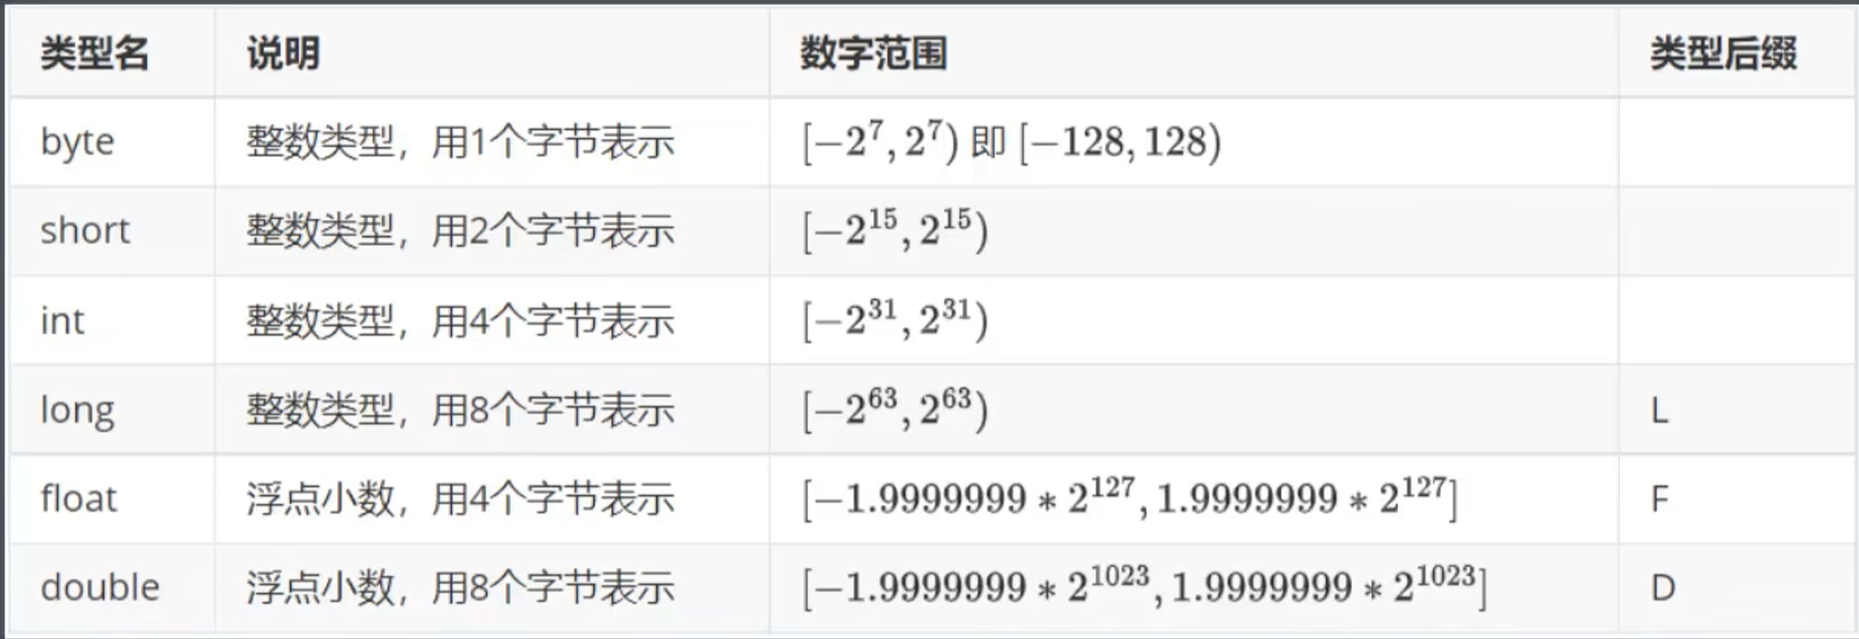 类型名 说明 数字范围 类型后缀
byte 整数类型，用1个字节表示 [−2^7, 2^7) 即 [−128, 128)
short 整数类型，用2个字节表示 [−2^15, 2^15)
int 整数类型，用4个字节表示 [−2^31, 2^31)
long 整数类型，用8个字节表示 [−2^63, 2^63) L
float 浮点小数，用4个字节表示 [−1.9999999 * 2^127, 1.9999999 * 2^127] F
double 浮点小数，用8个字节表示 [−1.9999999 * 2^1023, 1.9999999 * 2^1023] D